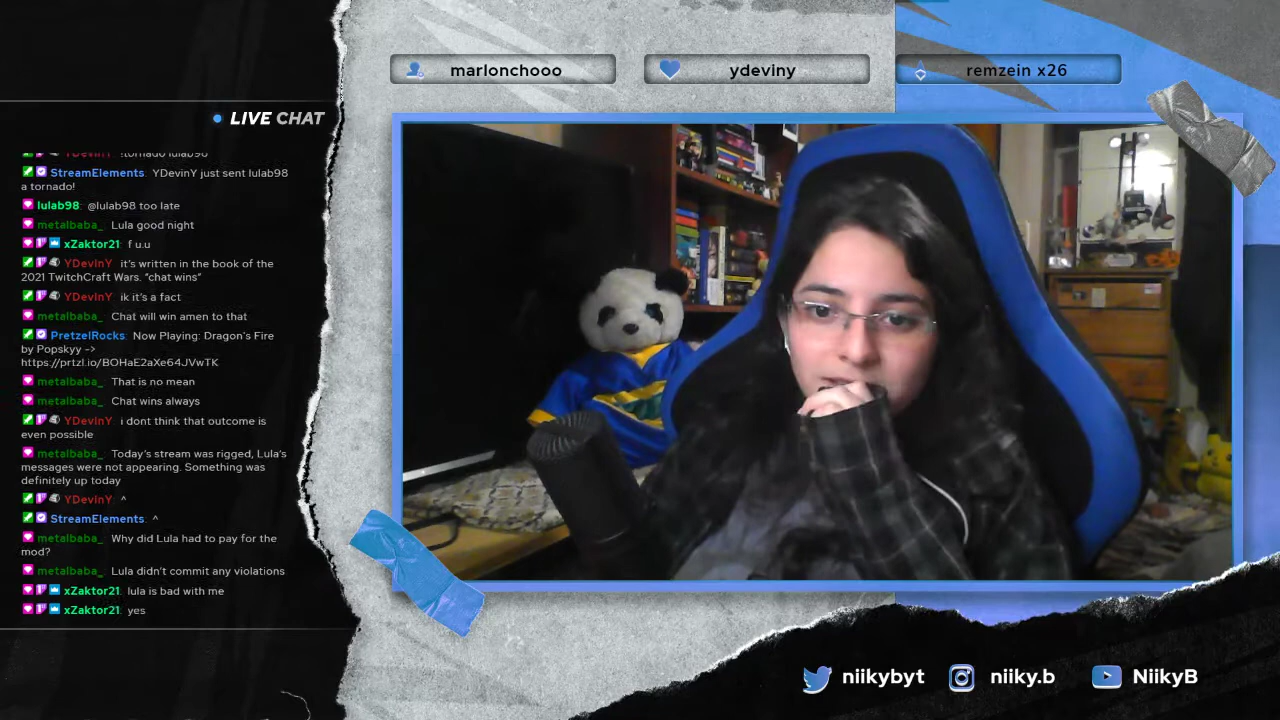 marlonchooo
ydeviny
remzein x26
LIVE CHAT
YDevinY !tornado lulab98
StreamElements: YDevinY just sent lulab98
a tornado!
lulab98: @lulab98 too late
metalbaba_ Lula good night
xZaktor21: f u.u
YDevinY it's written in the book of the
2021 TwitchCraft Wars. "chat wins"
YDevinY ik it's a fact
metalbaba_ Chat will win amen to that
PretzelRocks: Now Playing: Dragon's Fire
by Popskyy ->
https://prtzl.io/BOHaE2aXe64JVwTK
metalbaba_ That is no mean
metalbaba_ Chat wins always
YDevinY i dont think that outcome is
even possible
metalbaba_ Today's stream was rigged, Lula's
messages were not appearing. Something was
definitely up today
YDevinY ^
StreamElements: ^
metalbaba_ Why did Lula had to pay for the
mod?
metalbaba_ Lula didn't commit any violations
xZaktor21: lula is bad with me
xZaktor21: yes
niikybyt
niiky.b
NiikyB